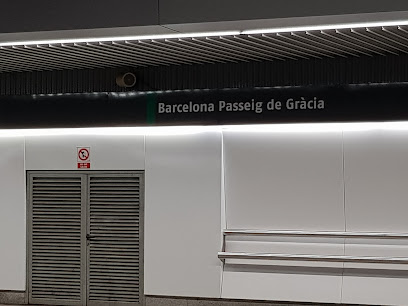 Barcelona Passeig de Gràcia